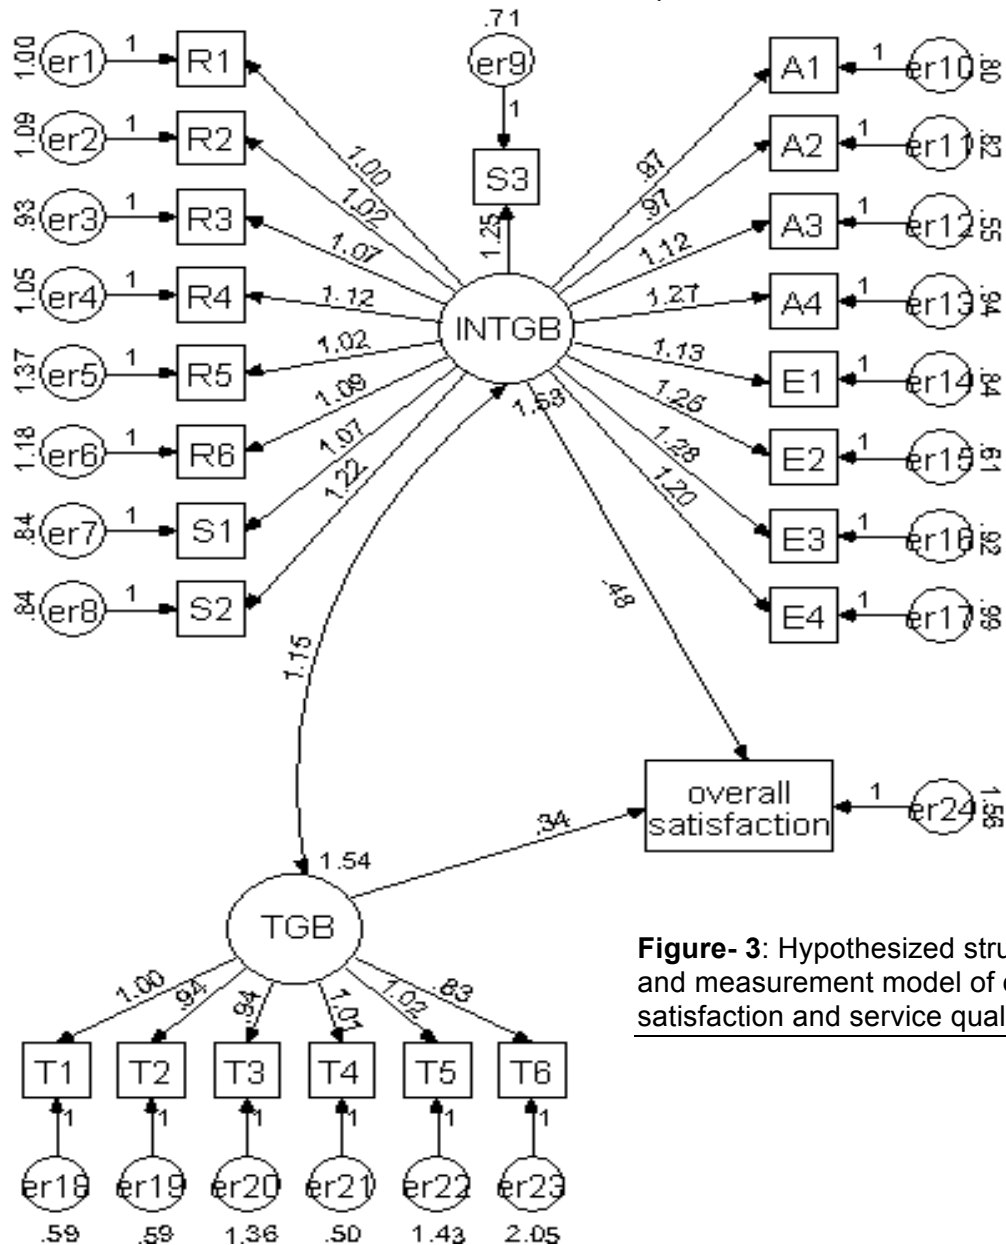 .71
1.00 er1 1 R1
er9
1
S3
A1 1 er10 .80
1.09 er2 1 R2
A2 1 er11 .82
.93 er3 1 R3
A3 1 er12 .55
1.05 er4 1 R4
A4 1 er13 .94
1.37 er5 1 R5
E1 1 er14 .84
1.18 er6 1 R6
E2 1 er15 .61
.84 er7 1 S1
E3 1 er16 .92
.84 er8 1 S2
E4 1 er17 .99
1.00
1.02
1.07
1.12
1.02
1.09
1.07
1.22
1.25
INTGB
.97
.97
1.12
1.27
1.13
1.25
1.28
1.20
.48
1.15
overall
satisfaction
1
er24
1.56
.34
1.54
TGB
Figure- 3: Hypothesized stru
and measurement model of
satisfaction and service qual
1.00
.94
.94
1.01
1.02
.83
T1 T2 T3 T4 T5 T6
1 1 1 1 1 1
er18 er19 er20 er21 er22 er23
.59 .59 1.36 .50 1.43 2.05